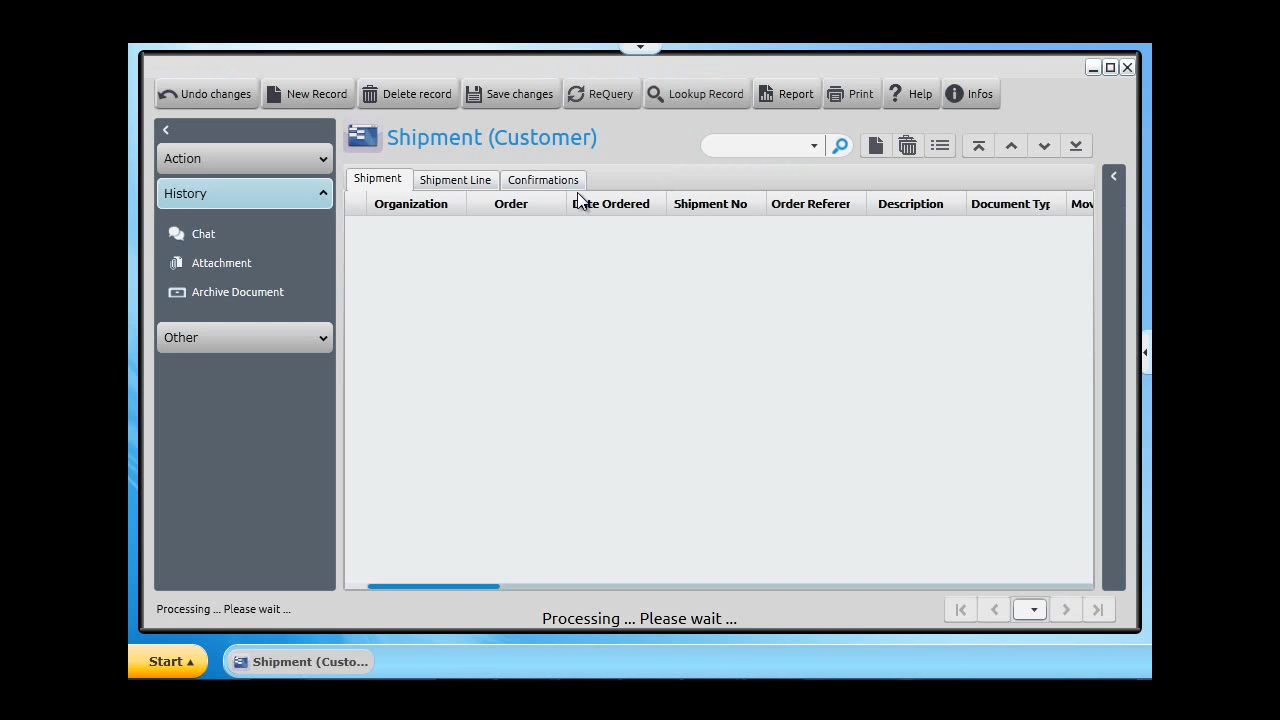 Undo changes New Record Delete record Save changes ReQuery Lookup Record Report Print Help Infos
Shipment (Customer)
Action
History
Chat
Attachment
Archive Document
Other
Shipment Shipment Line Confirmations
Organization Order Date Ordered Shipment No Order Referer Description Document Typ Mov
Processing ... Please wait ...
Processing ... Please wait ...
Start Shipment (Custo...